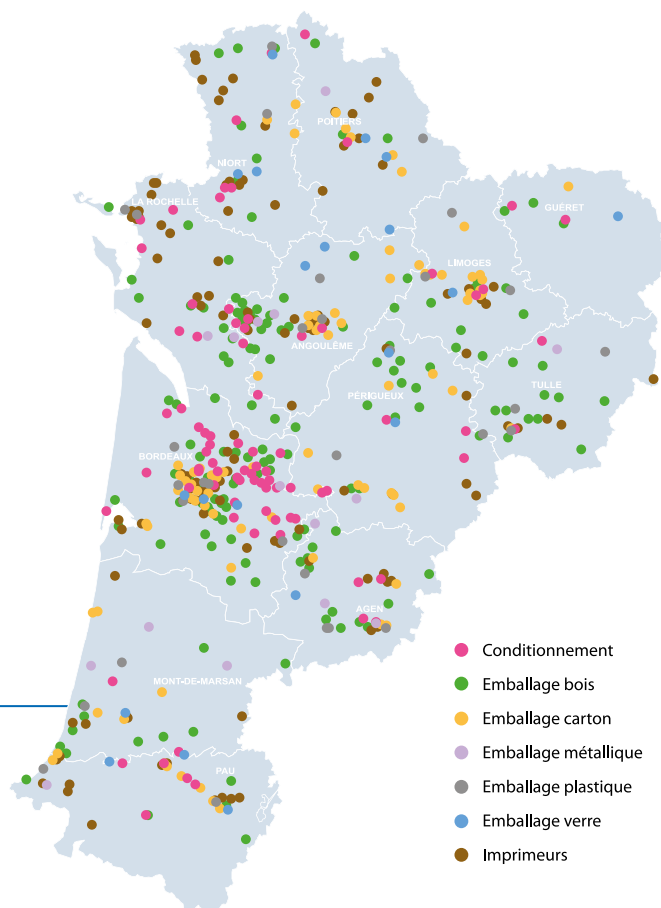 POITIERS
NIORT
LA ROCHELLE
GUÉRET
LIMOGES
ANGOULÊME
TULLE
PÉRIGUEUX
BORDEAUX
AGEN
MONT-DE-MARSAN
PAU
Conditionnement
Emballage bois
Emballage carton
Emballage métallique
Emballage plastique
Emballage verre
Imprimeurs